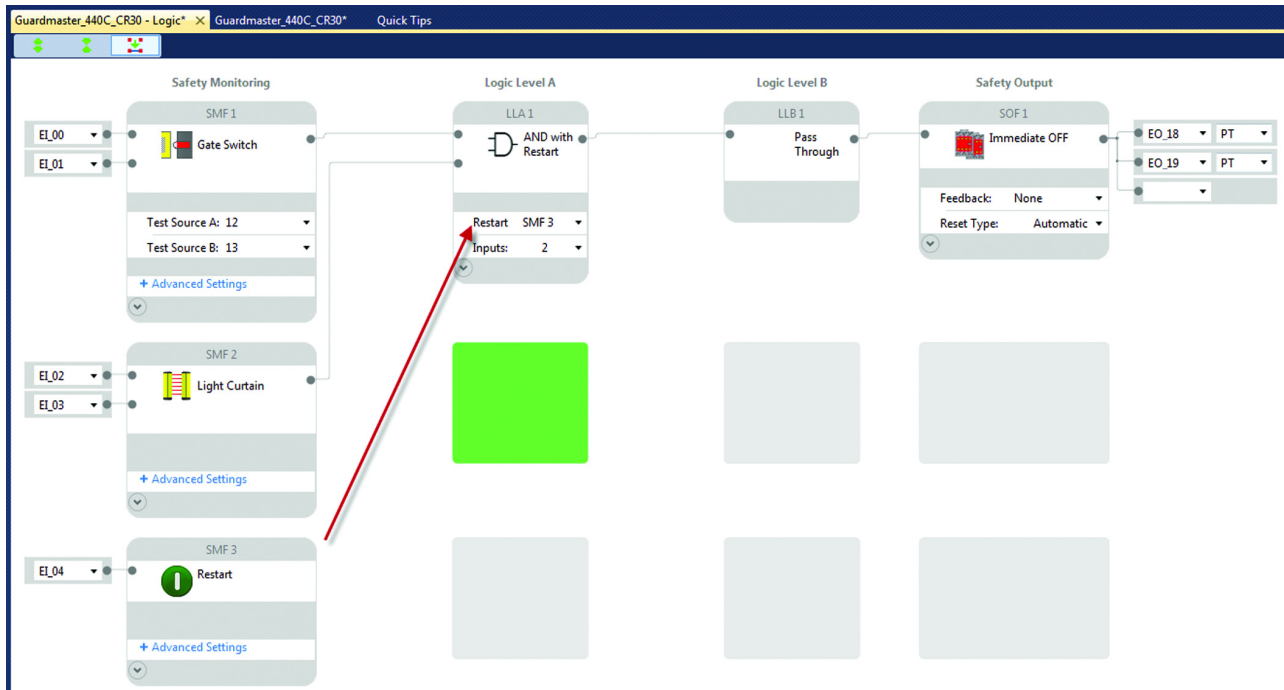 Guardmaster_440C_CR30 - Logic* Guardmaster_440C_CR30* Quick Tips
Safety Monitoring Logic Level A Logic Level B Safety Output
SMF 1
EI_00
EI_01
Gate Switch
Test Source A: 12
Test Source B: 13
+ Advanced Settings
LLA 1
AND with
Restart
Restart SMF 3
Inputs: 2
LLB 1
Pass
Through
SOF 1
Immediate OFF
Feedback: None
Reset Type: Automatic
EO_18 PT
EO_19 PT
SMF 2
EI_02
EI_03
Light Curtain
+ Advanced Settings
SMF 3
EI_04
Restart
+ Advanced Settings